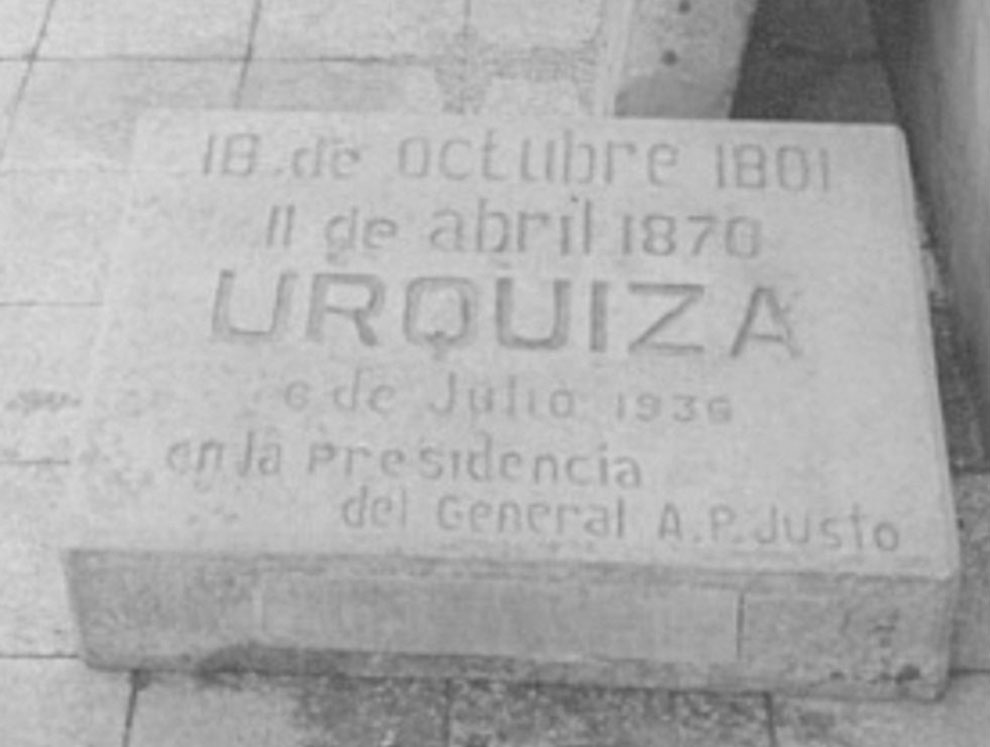 18 de octubre 1801
11 de abril 1870
URQUIZA
6 de Julio 1936
en la Presidencia
del General A.P. Justo